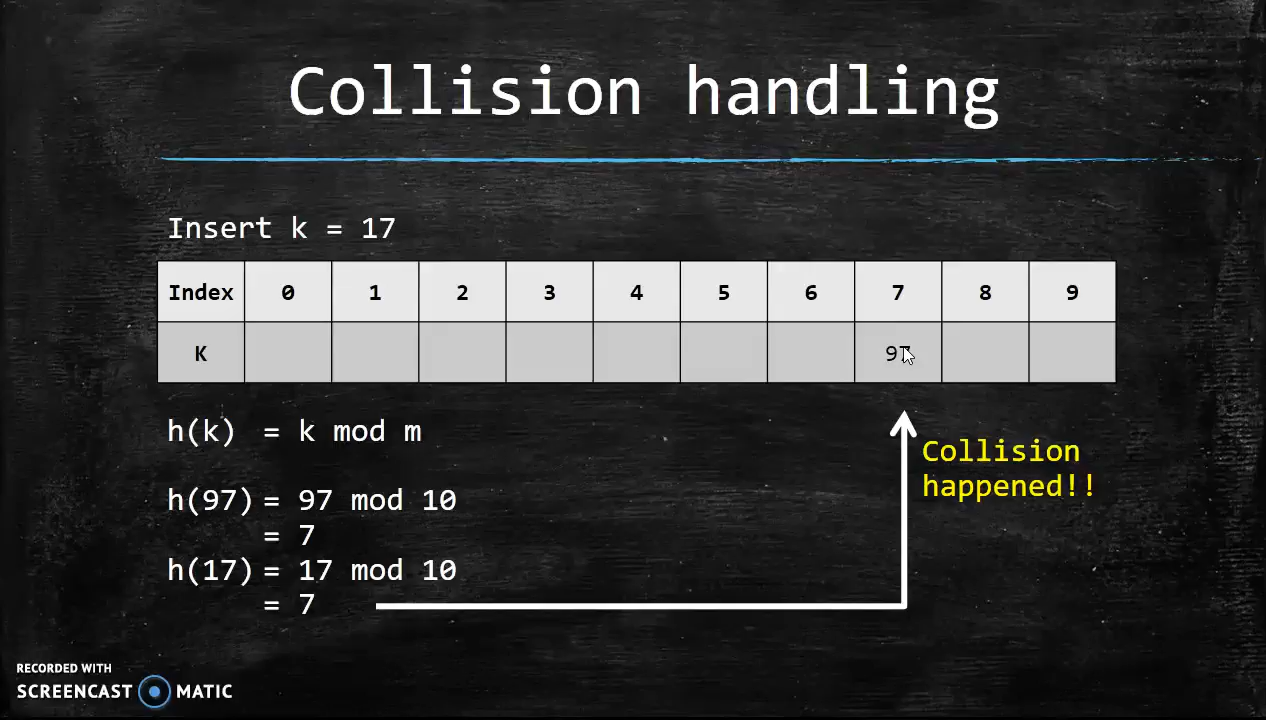 Collision handling
Insert k = 17
Index 0 1 2 3 4 5 6 7 8 9
K 97
h(k) = k mod m
Collision
happened!!
h(97) = 97 mod 10
= 7
h(17) = 17 mod 10
= 7
RECORDED WITH
SCREENCAST MATIC